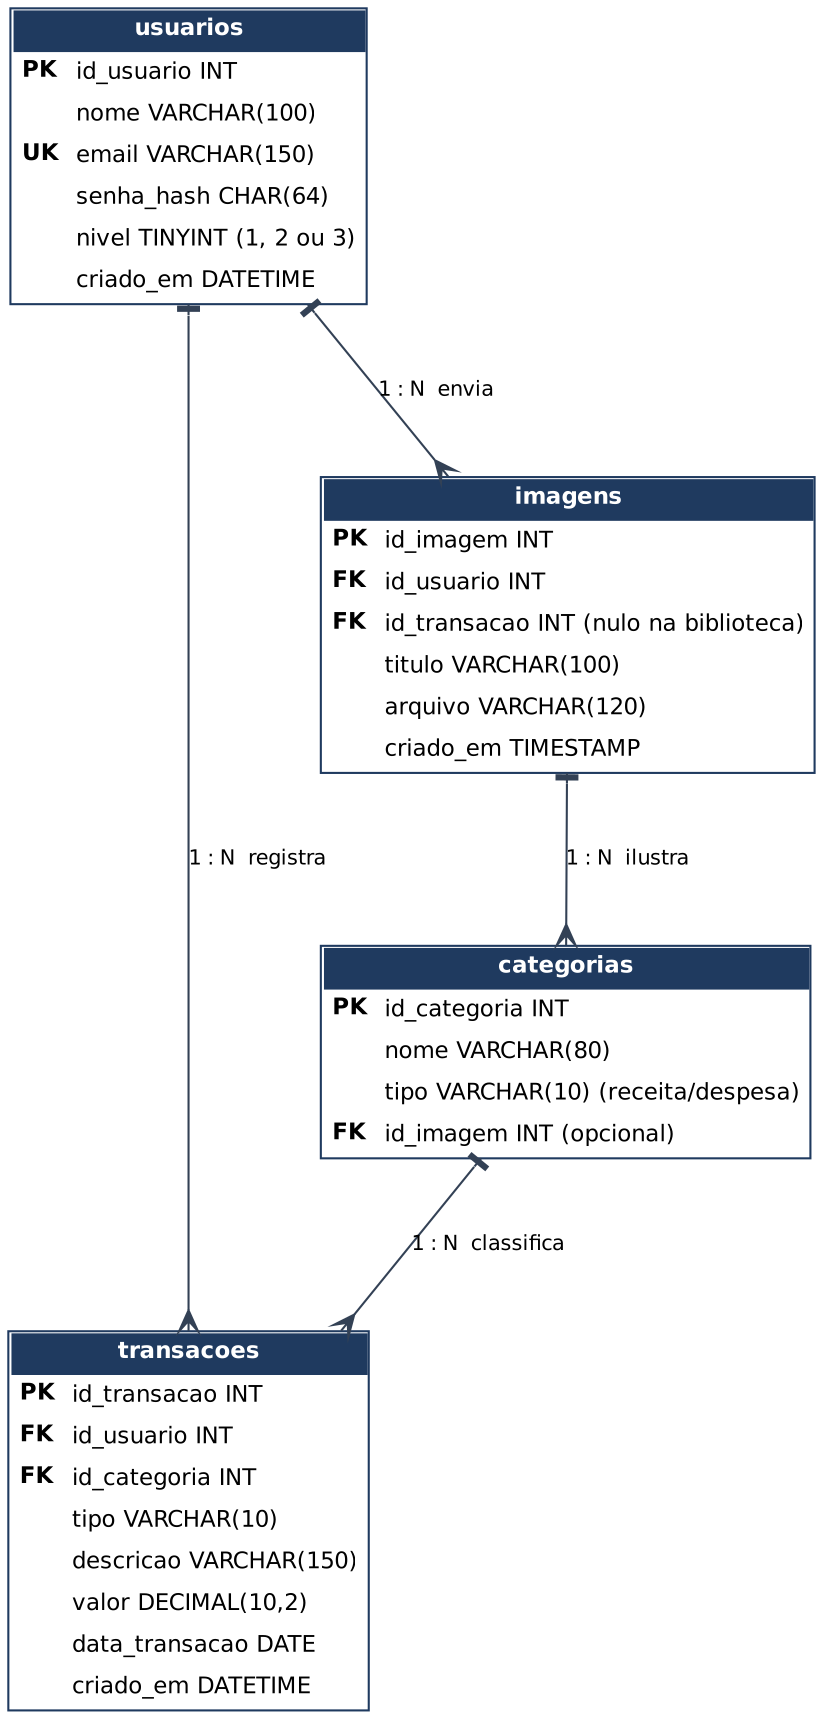 usuarios
PK id_usuario INT
nome VARCHAR(100)
UK email VARCHAR(150)
senha_hash CHAR(64)
nivel TINYINT (1, 2 ou 3)
criado_em DATETIME
1 : N envia
imagens
PK id_imagem INT
FK id_usuario INT
FK id_transacao INT (nulo na biblioteca)
titulo VARCHAR(100)
arquivo VARCHAR(120)
criado_em TIMESTAMP
1 : N registra
1 : N ilustra
categorias
PK id_categoria INT
nome VARCHAR(80)
tipo VARCHAR(10) (receita/despesa)
FK id_imagem INT (opcional)
1 : N classifica
transacoes
PK id_transacao INT
FK id_usuario INT
FK id_categoria INT
tipo VARCHAR(10)
descricao VARCHAR(150)
valor DECIMAL(10,2)
data_transacao DATE
criado_em DATETIME